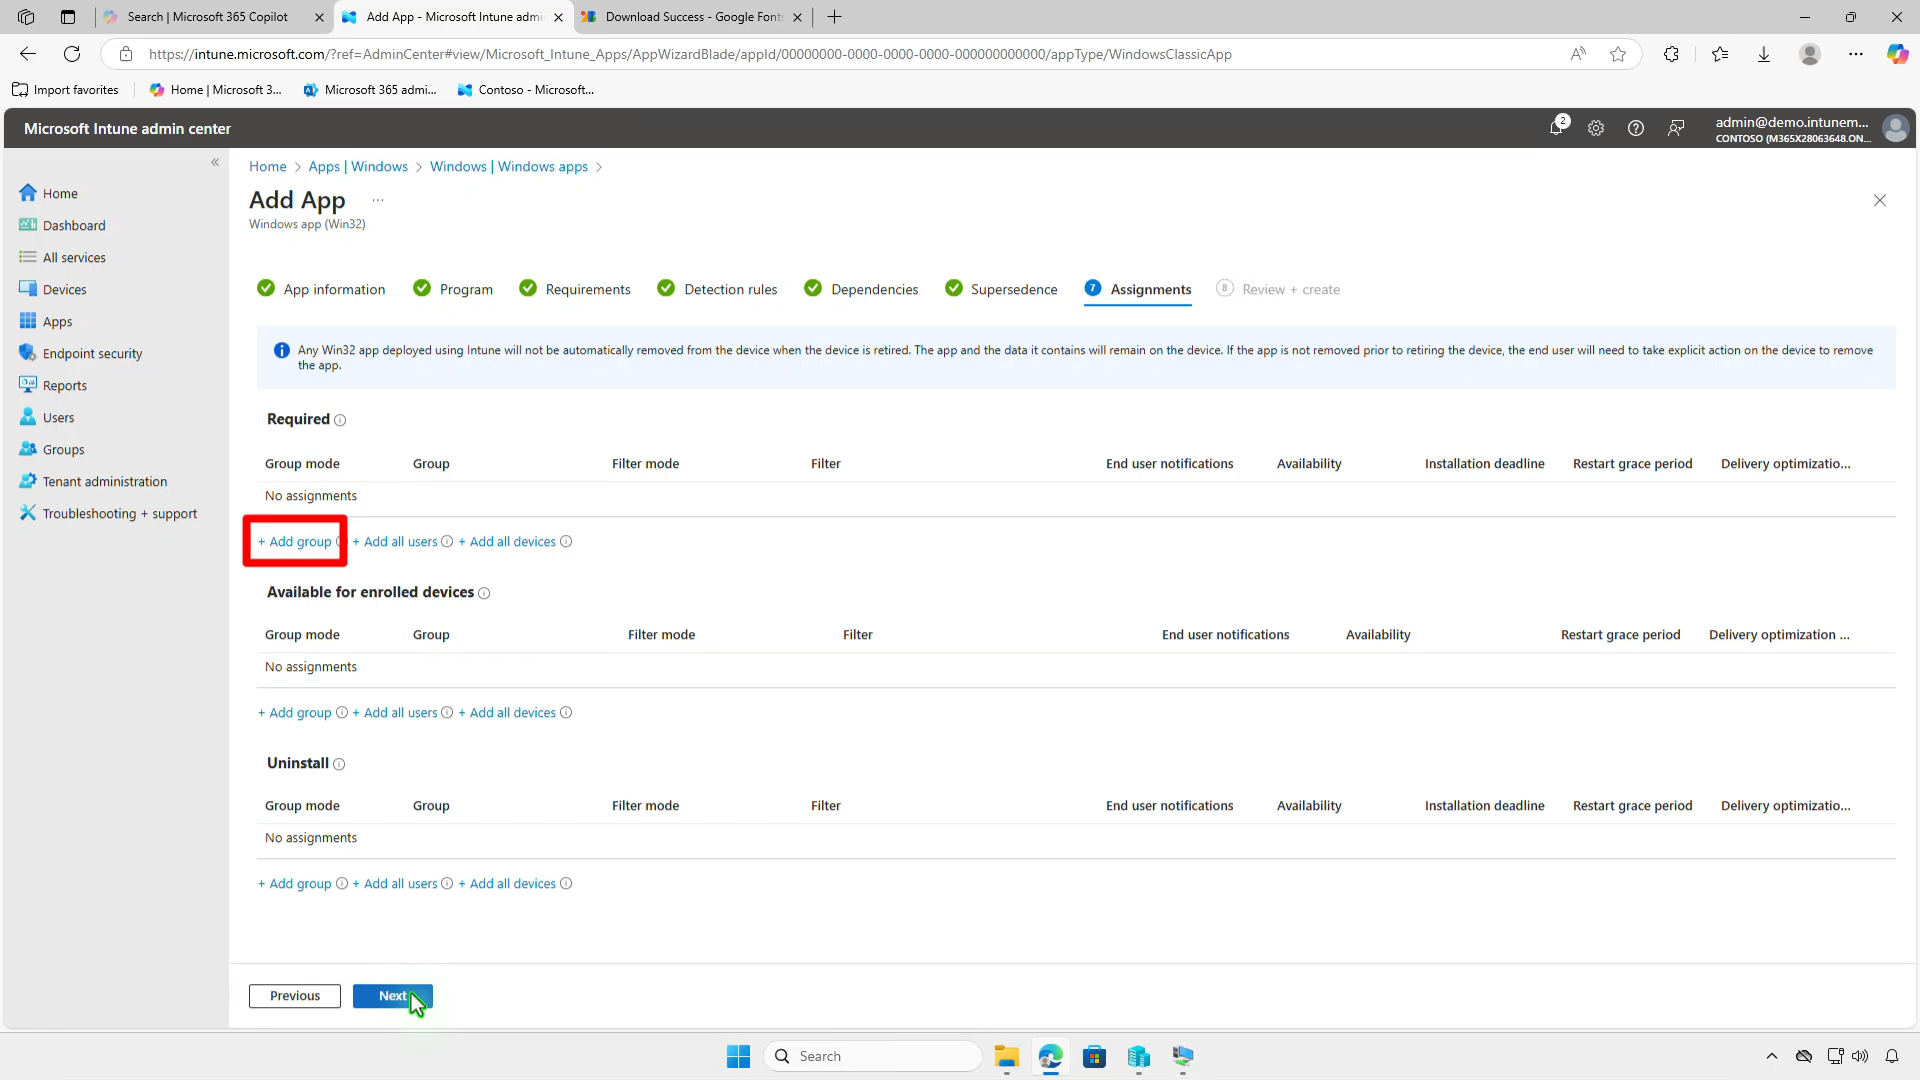 Search | Microsoft 365 Copilot
Add App - Microsoft Intune admi
Download Success - Google Font
https://intune.microsoft.com/?ref=AdminCenter#view/Microsoft_Intune_Apps/AppWizardBlade/appId/00000000-0000-0000-0000-000000000000/appType/WindowsClassicApp
Import favorites
Home | Microsoft 3...
Microsoft 365 admi...
Contoso - Microsoft...
Microsoft Intune admin center
2
admin@demo.intunem...
CONTOSO (M365X28063648.ON...
Home
Dashboard
All services
Devices
Apps
Endpoint security
Reports
Users
Groups
Tenant administration
Troubleshooting + support
Home > Apps | Windows > Windows | Windows apps >
Add App ...
Windows app (Win32)
App information
Program
Requirements
Detection rules
Dependencies
Supersedence
7 Assignments
8 Review + create
Any Win32 app deployed using Intune will not be automatically removed from the device when the device is retired. The app and the data it contains will remain on the device. If the app is not removed prior to retiring the device, the end user will need to take explicit action on the device to remove
the app.
Required
Group mode Group Filter mode Filter End user notifications Availability Installation deadline Restart grace period Delivery optimizatio...
No assignments
+ Add group + Add all users + Add all devices
Available for enrolled devices
Group mode Group Filter mode Filter End user notifications Availability Restart grace period Delivery optimization ...
No assignments
+ Add group + Add all users + Add all devices
Uninstall
Group mode Group Filter mode Filter End user notifications Availability Installation deadline Restart grace period Delivery optimizatio...
No assignments
+ Add group + Add all users + Add all devices
Previous
Next
Search